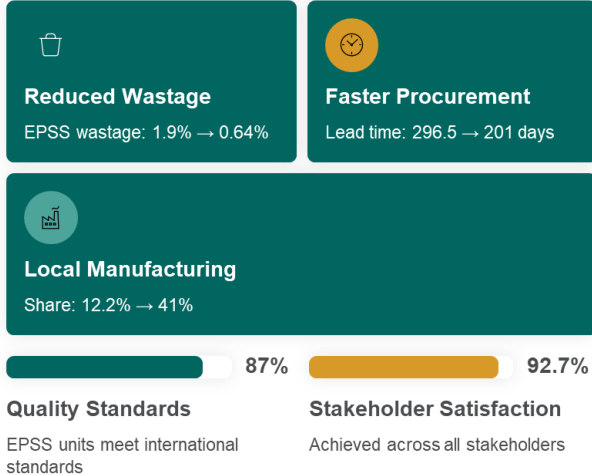 Reduced Wastage
EPSS wastage: 1.9% → 0.64%
Faster Procurement
Lead time: 296.5 → 201 days
Local Manufacturing
Share: 12.2% → 41%
87%
Quality Standards
EPSS units meet international
standards
92.7%
Stakeholder Satisfaction
Achieved across all stakeholders